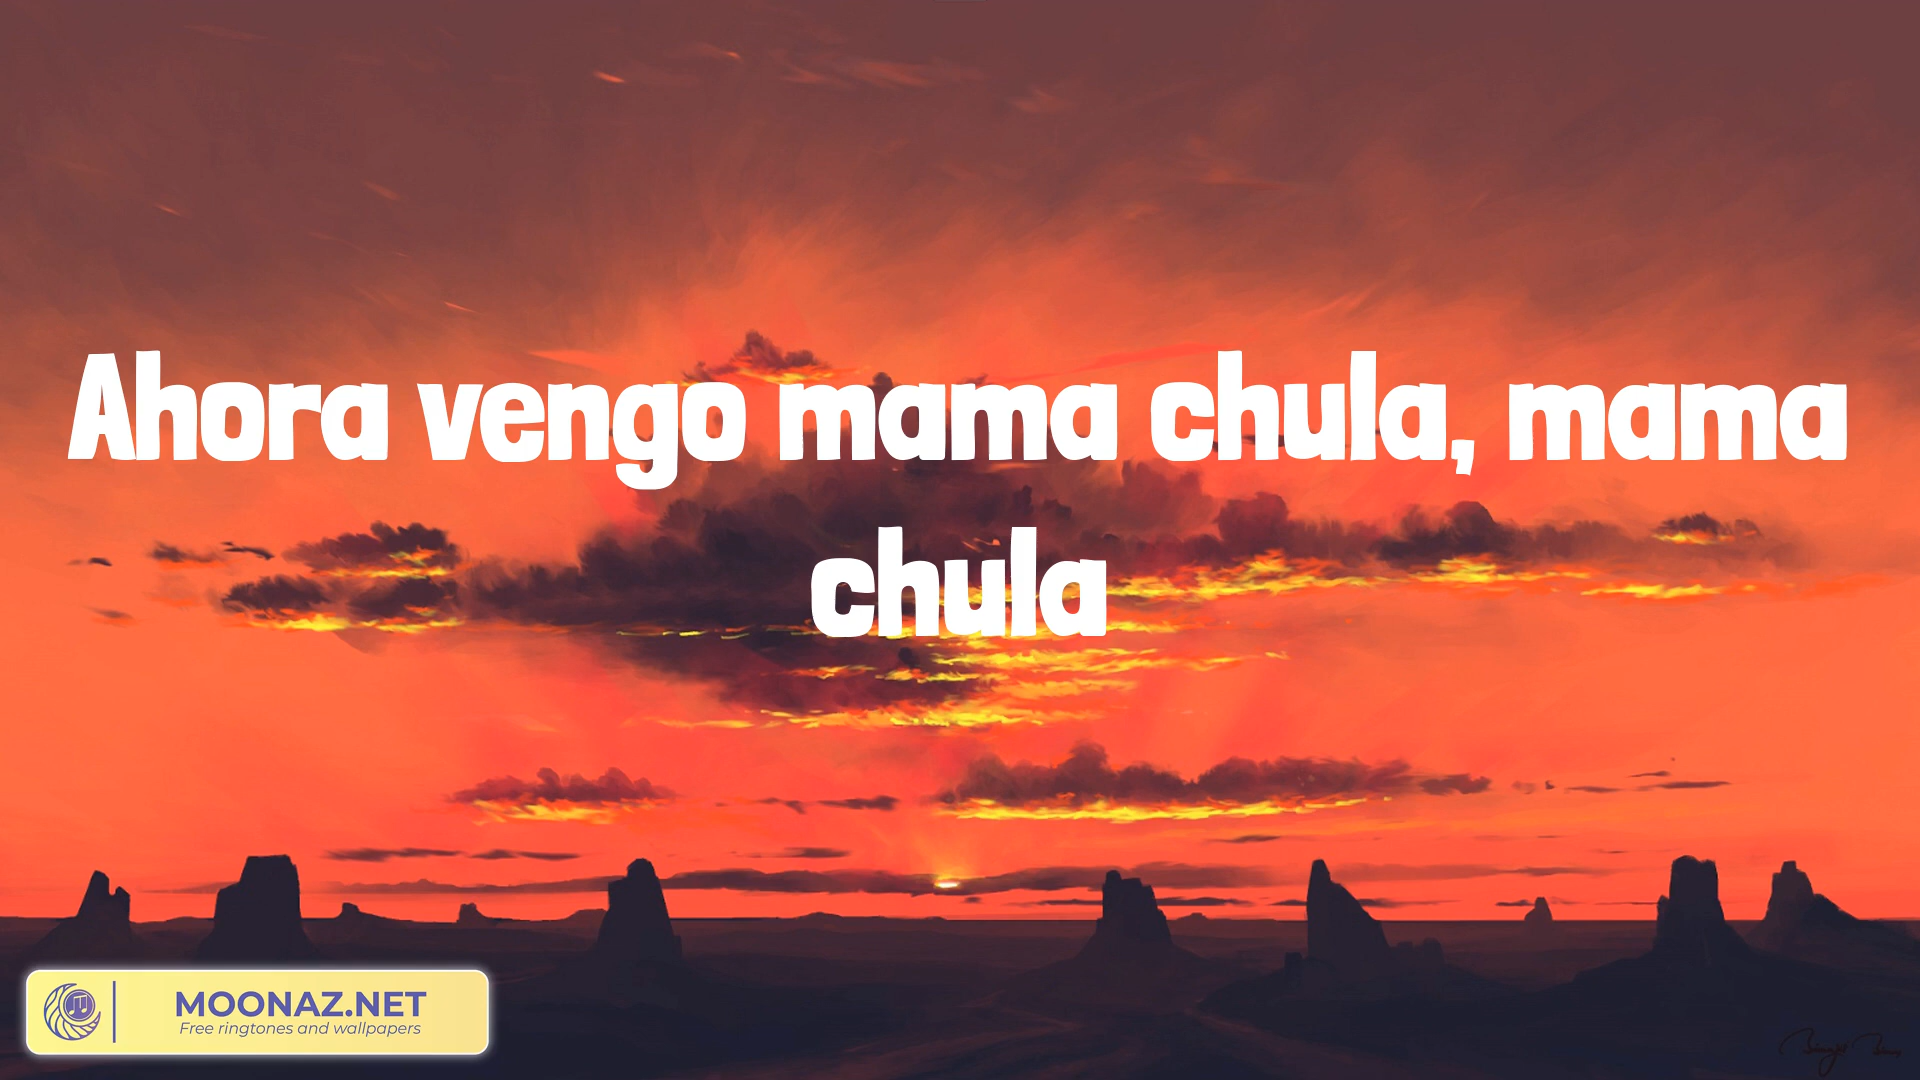 Ahora vengo mama chula, mama
chula
MOONAZ.NET
Free ringtones and wallpapers